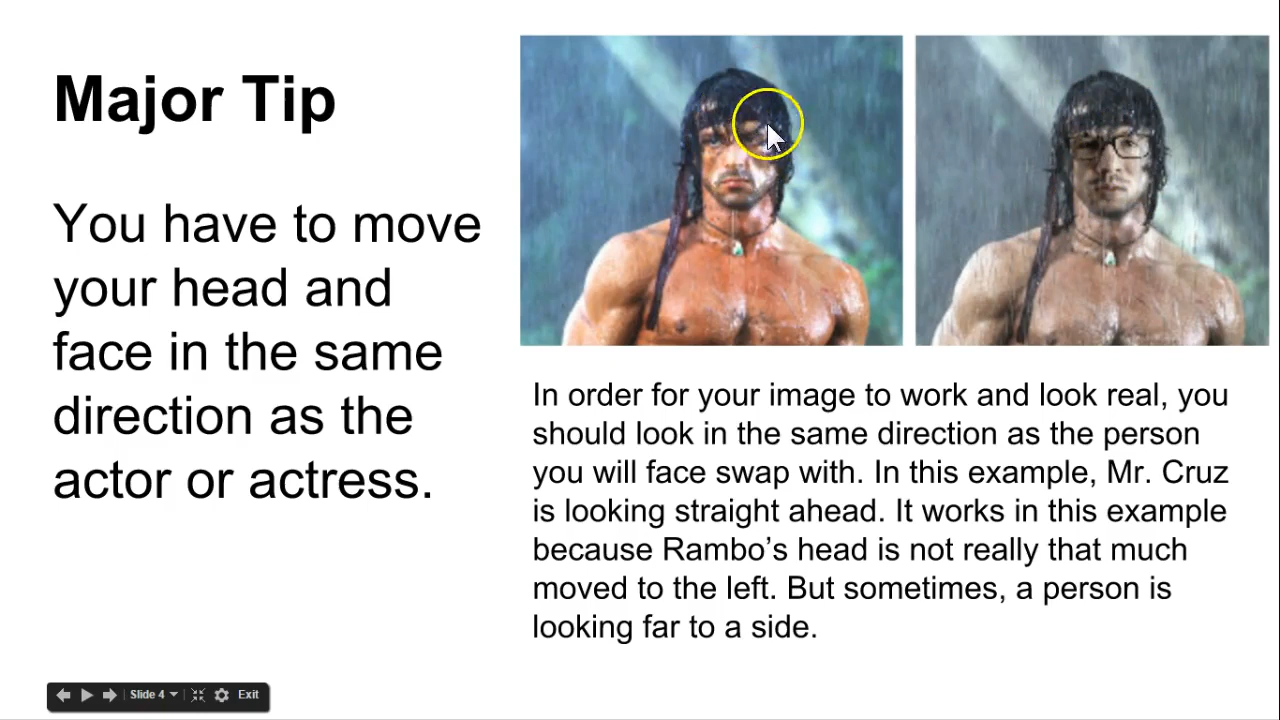 Major Tip
You have to move
your head and
face in the same
direction as the
actor or actress.
In order for your image to work and look real, you
should look in the same direction as the person
you will face swap with. In this example, Mr. Cruz
is looking straight ahead. It works in this example
because Rambo’s head is not really that much
moved to the left. But sometimes, a person is
looking far to a side.
Slide 4 Exit